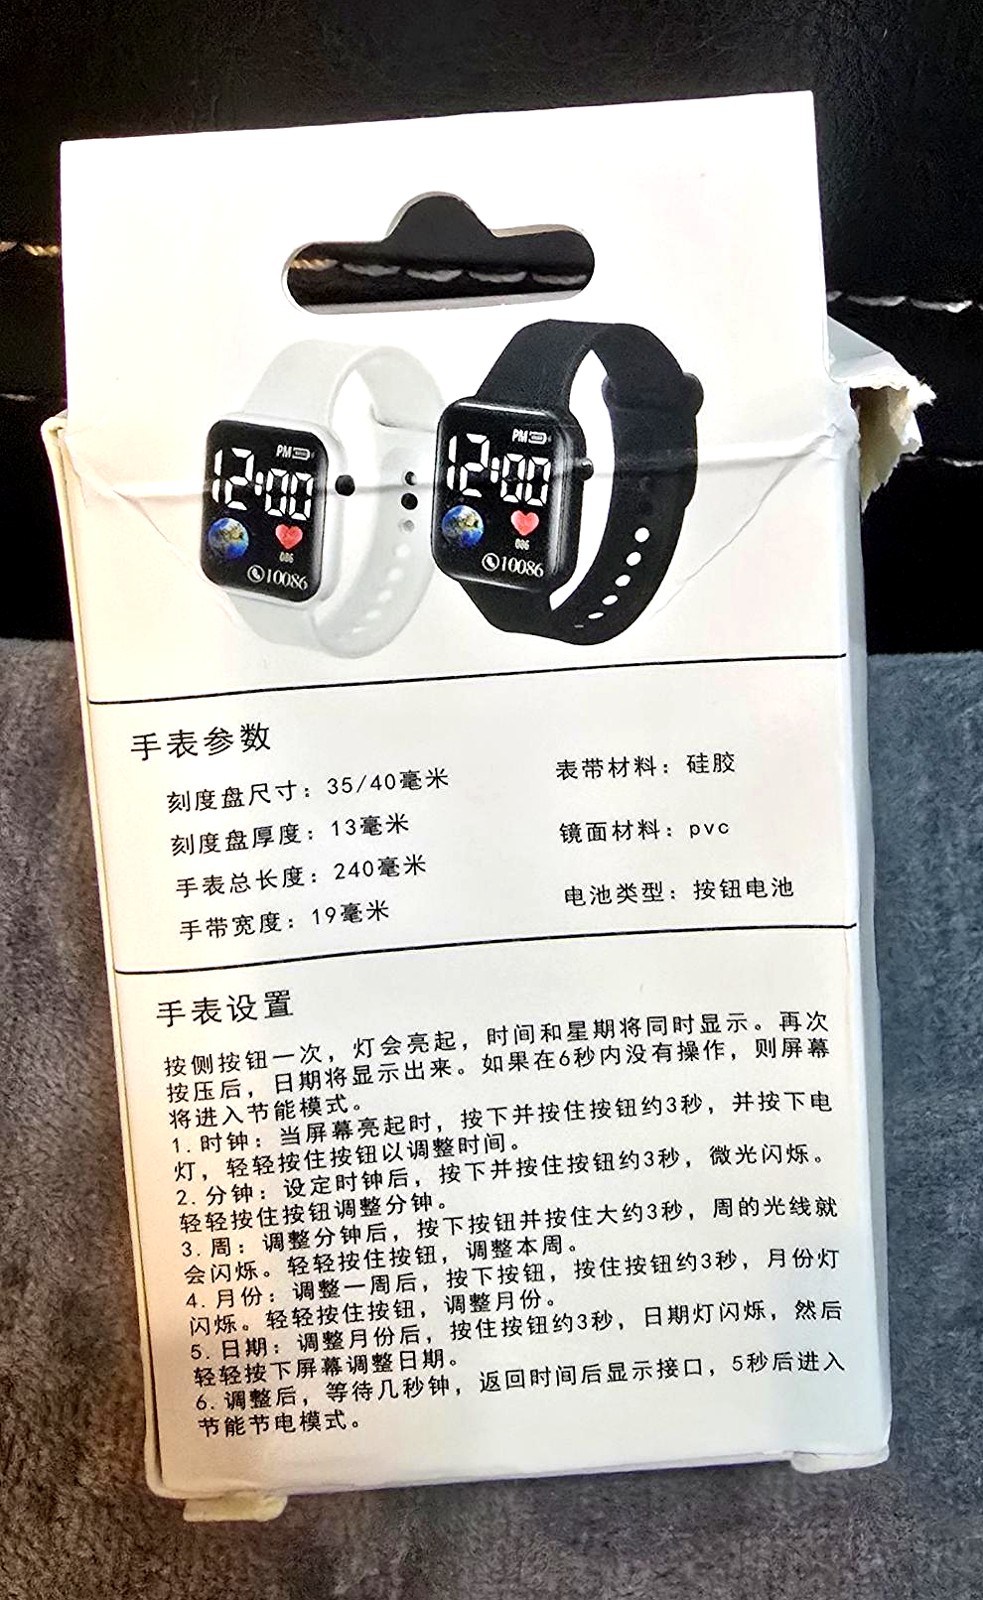 PM
12:00
086
10086
PM
12:00
086
10086
手表参数
刻度盘尺寸：35/40毫米
刻度盘厚度：13毫米
手表总长度：240毫米
手带宽度：19毫米
表带材料：硅胶
镜面材料：pvc
电池类型：按钮电池
手表设置
按侧按钮一次，灯会亮起，时间和星期将同时显示。再次
按压后，日期将显示出来。如果在6秒内没有操作，则屏幕
将进入节能模式。
1.时钟：当屏幕亮起时，按下并按住按钮约3秒，并按下电
灯，轻轻按住按钮以调整时间。
2.分钟：设定时钟后，按下并按住按钮约3秒，微光闪烁。
轻轻按住按钮调整分钟。
3.周：调整分钟后，按下按钮并按住大约3秒，周的光线就
会闪烁。轻轻按住按钮，调整本周。
4.月份：调整一周后，按下按钮，按住按钮约3秒，月份灯
闪烁。轻轻按住按钮，调整月份。
5.日期：调整月份后，按住按钮约3秒，日期灯闪烁，然后
轻轻按下屏幕调整日期。
6.调整后，等待几秒钟，返回时间后显示接口，5秒后进入
节能节电模式。